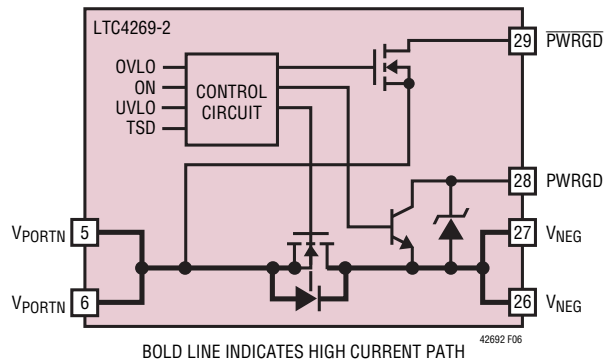 LTC4269-2
29 PWRGD
OVLO
ON
UVLO
TSD
CONTROL
CIRCUIT
28 PWRGD
VPORTN 5
27 VNEG
VPORTN 6
26 VNEG
42692 F06
BOLD LINE INDICATES HIGH CURRENT PATH